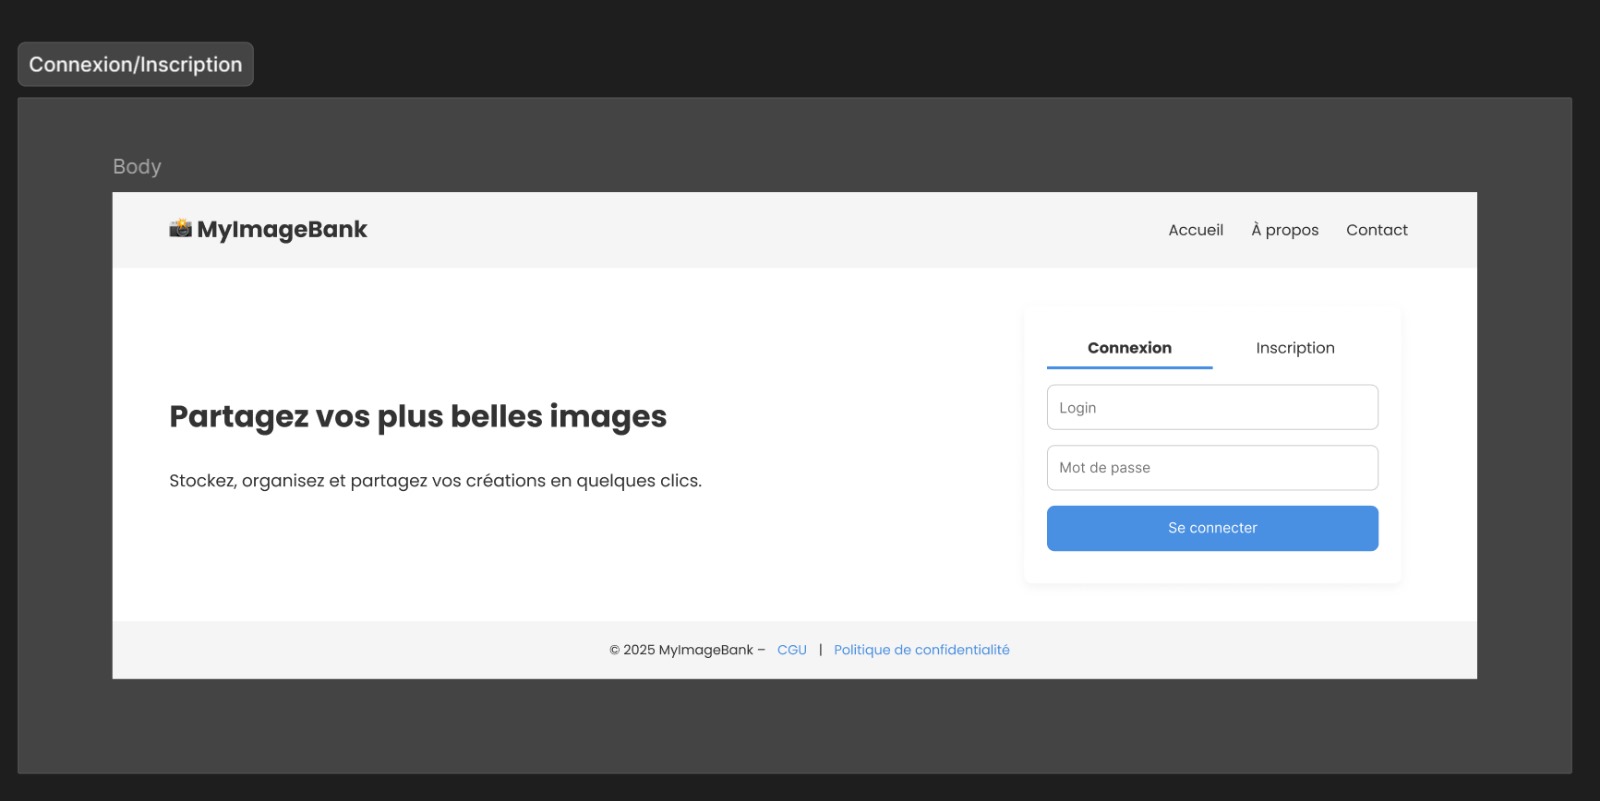 Connexion/Inscription
Body
MyImageBank
Accueil À propos Contact
Connexion Inscription
Login
Mot de passe
Se connecter
Partagez vos plus belles images
Stockez, organisez et partagez vos créations en quelques clics.
© 2025 MyImageBank – CGU | Politique de confidentialité